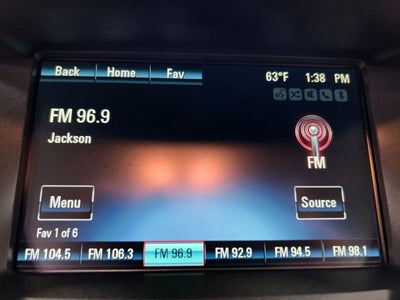 Back Home Fav 63°F 1:38 PM
FM 96.9
Jackson
FM
Menu Source
Fav 1 of 6
FM 104.5 FM 106.3 FM 96.9 FM 92.9 FM 94.5 FM 98.1